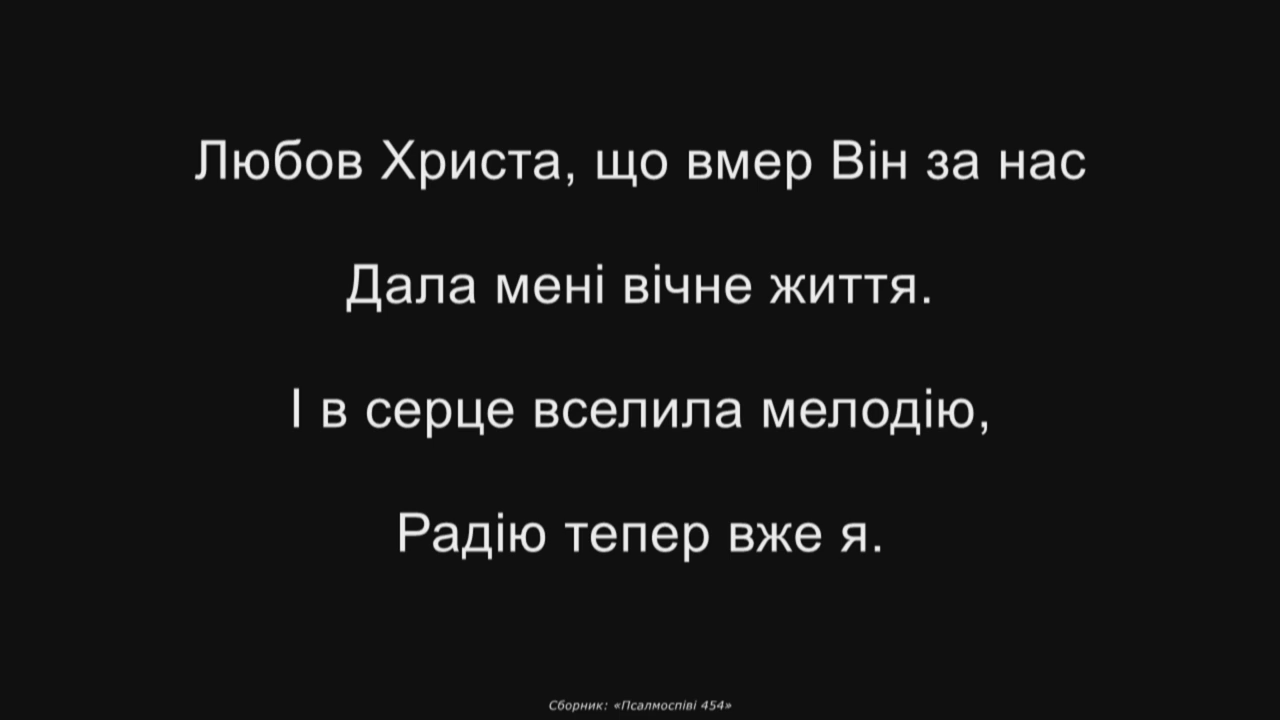 Любов Христа, що вмер Він за нас
Дала мені вічне життя.
І в серце вселила мелодію,
Радію тепер вже я.
Сборник: «Псалмоспіві 454»